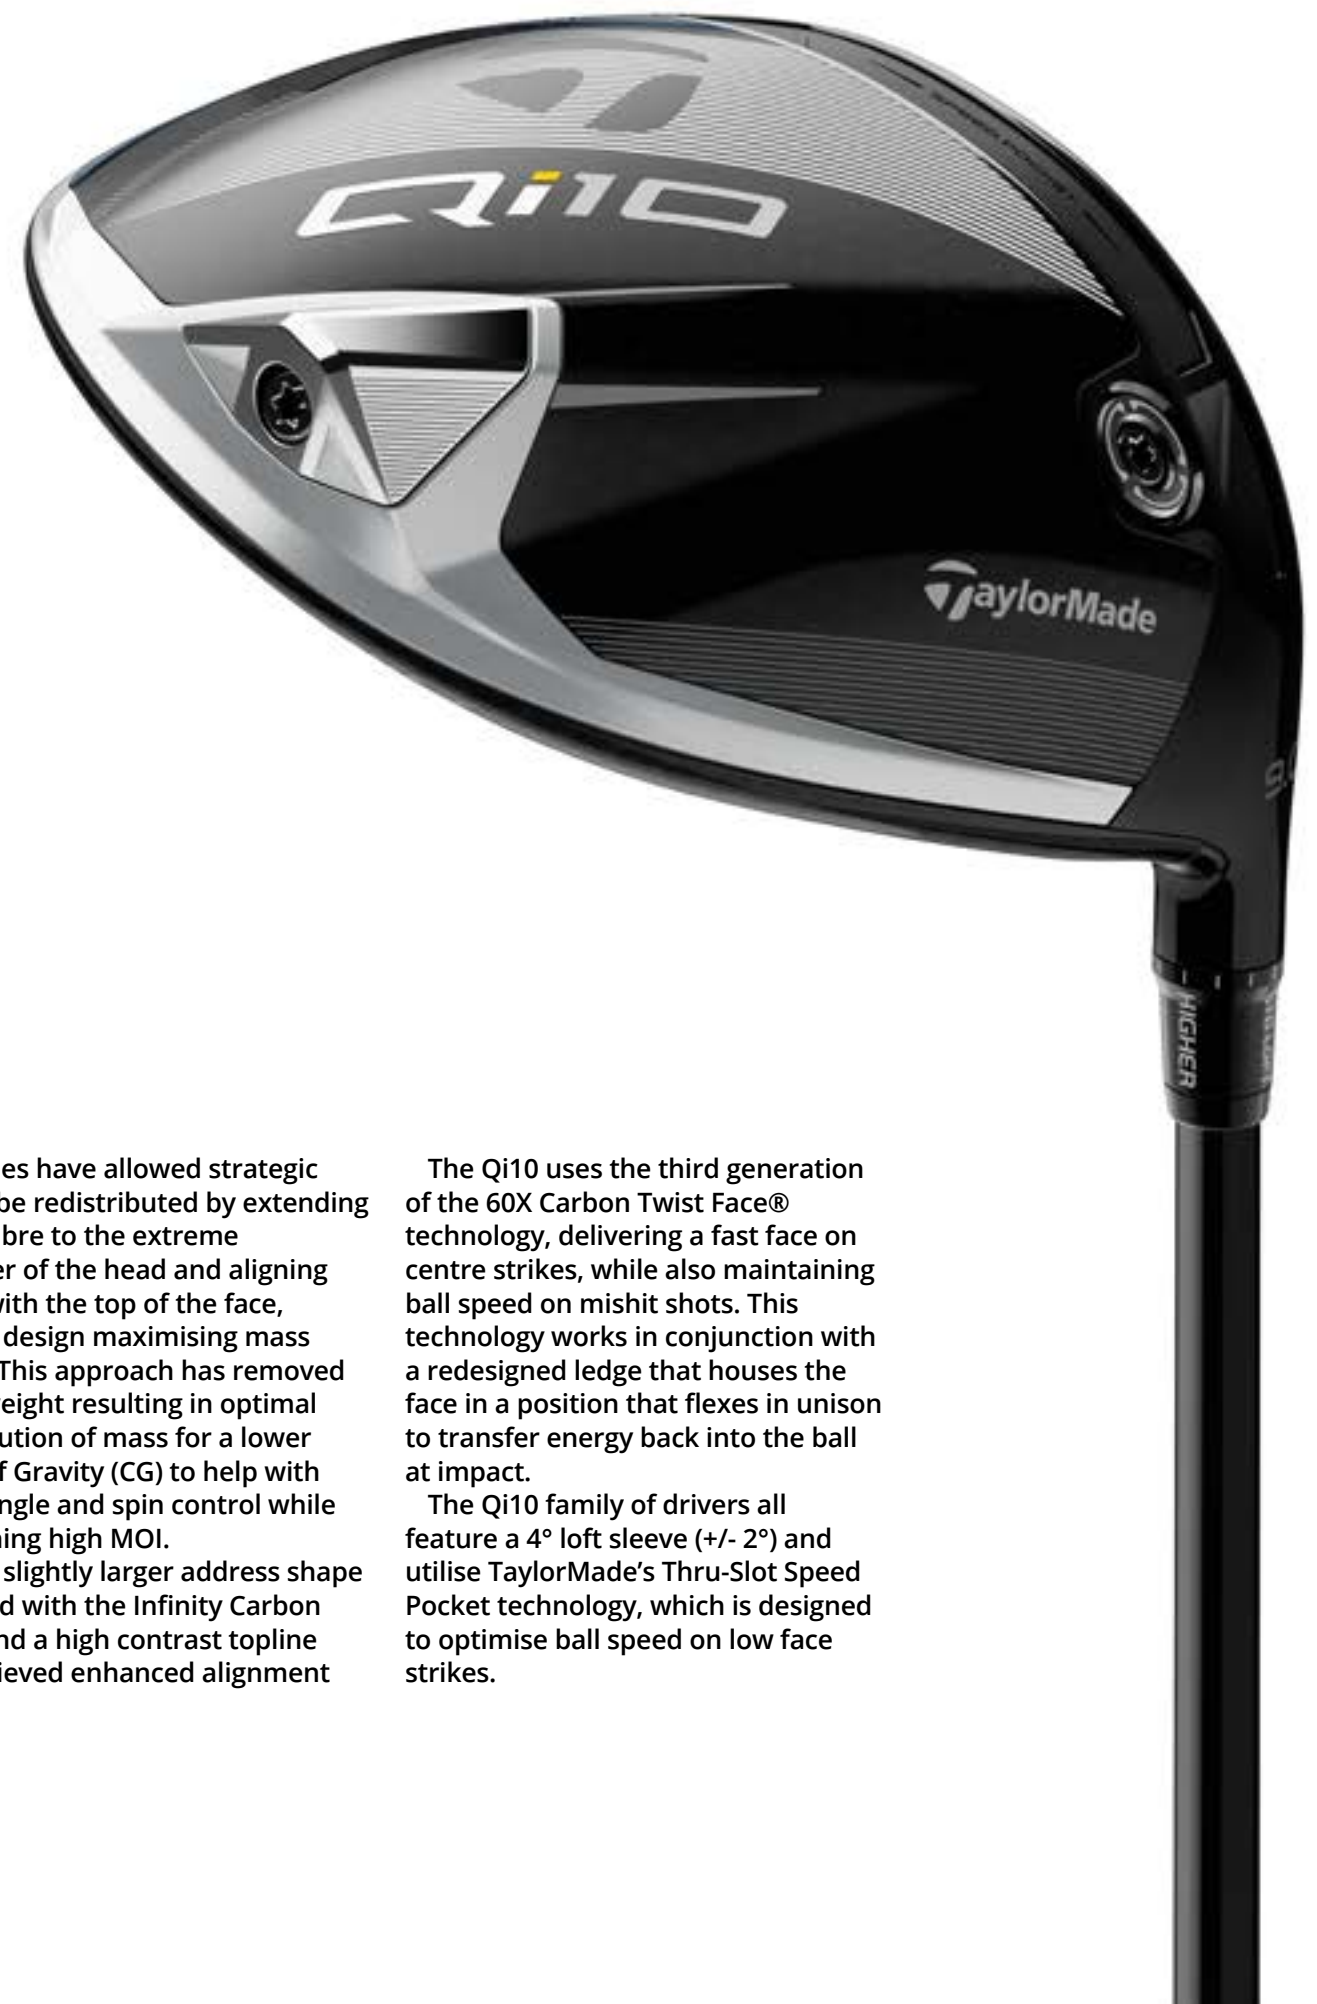 Qi10
TaylorMade
9.0
HIGHER
es have allowed strategic
be redistributed by extending
bre to the extreme
er of the head and aligning
with the top of the face,
design maximising mass
This approach has removed
eight resulting in optimal
ution of mass for a lower
f Gravity (CG) to help with
ngle and spin control while
ning high MOI.
slightly larger address shape
d with the Infinity Carbon
nd a high contrast topline
ieved enhanced alignment
The Qi10 uses the third generation
of the 60X Carbon Twist Face®
technology, delivering a fast face on
centre strikes, while also maintaining
ball speed on mishit shots. This
technology works in conjunction with
a redesigned ledge that houses the
face in a position that flexes in unison
to transfer energy back into the ball
at impact.
The Qi10 family of drivers all
feature a 4° loft sleeve (+/- 2°) and
utilise TaylorMade’s Thru-Slot Speed
Pocket technology, which is designed
to optimise ball speed on low face
strikes.